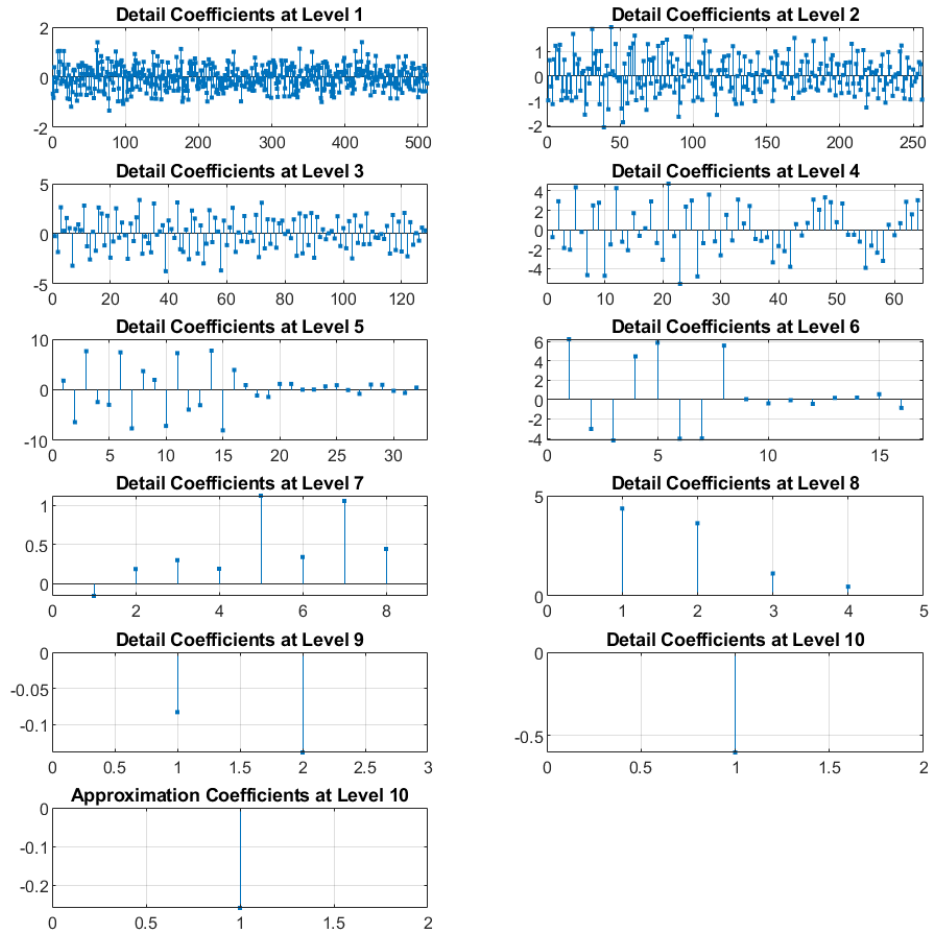 Detail Coefficients at Level 1
2
0
-2
0 100 200 300 400 500
Detail Coefficients at Level 2
1
0
-1
-2
0 50 100 150 200 250
Detail Coefficients at Level 3
5
0
-5
0 20 40 60 80 100 120
Detail Coefficients at Level 4
4
2
0
-2
-4
0 10 20 30 40 50 60
Detail Coefficients at Level 5
10
0
-10
0 5 10 15 20 25 30
Detail Coefficients at Level 6
6
4
2
0
-2
-4
0 5 10 15
Detail Coefficients at Level 7
1
0.5
0
0 2 4 6 8
Detail Coefficients at Level 8
5
0
0 1 2 3 4 5
Detail Coefficients at Level 9
0
-0.05
-0.1
0 0.5 1 1.5 2 2.5 3
Detail Coefficients at Level 10
0
-0.5
0 0.5 1 1.5 2
Approximation Coefficients at Level 10
0
-0.1
-0.2
0 0.5 1 1.5 2